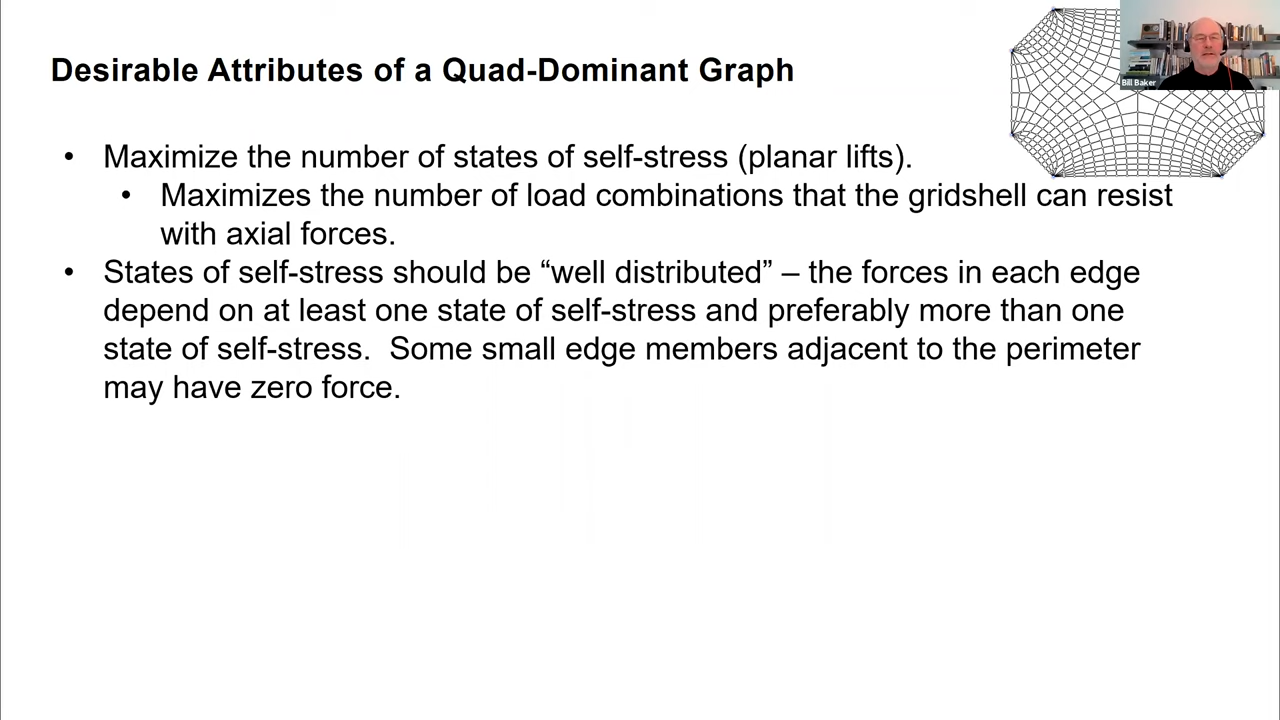 Desirable Attributes of a Quad-Dominant Graph
Bill Baker
• Maximize the number of states of self-stress (planar lifts).
• Maximizes the number of load combinations that the gridshell can resist
with axial forces.
• States of self-stress should be “well distributed” – the forces in each edge
depend on at least one state of self-stress and preferably more than one
state of self-stress. Some small edge members adjacent to the perimeter
may have zero force.